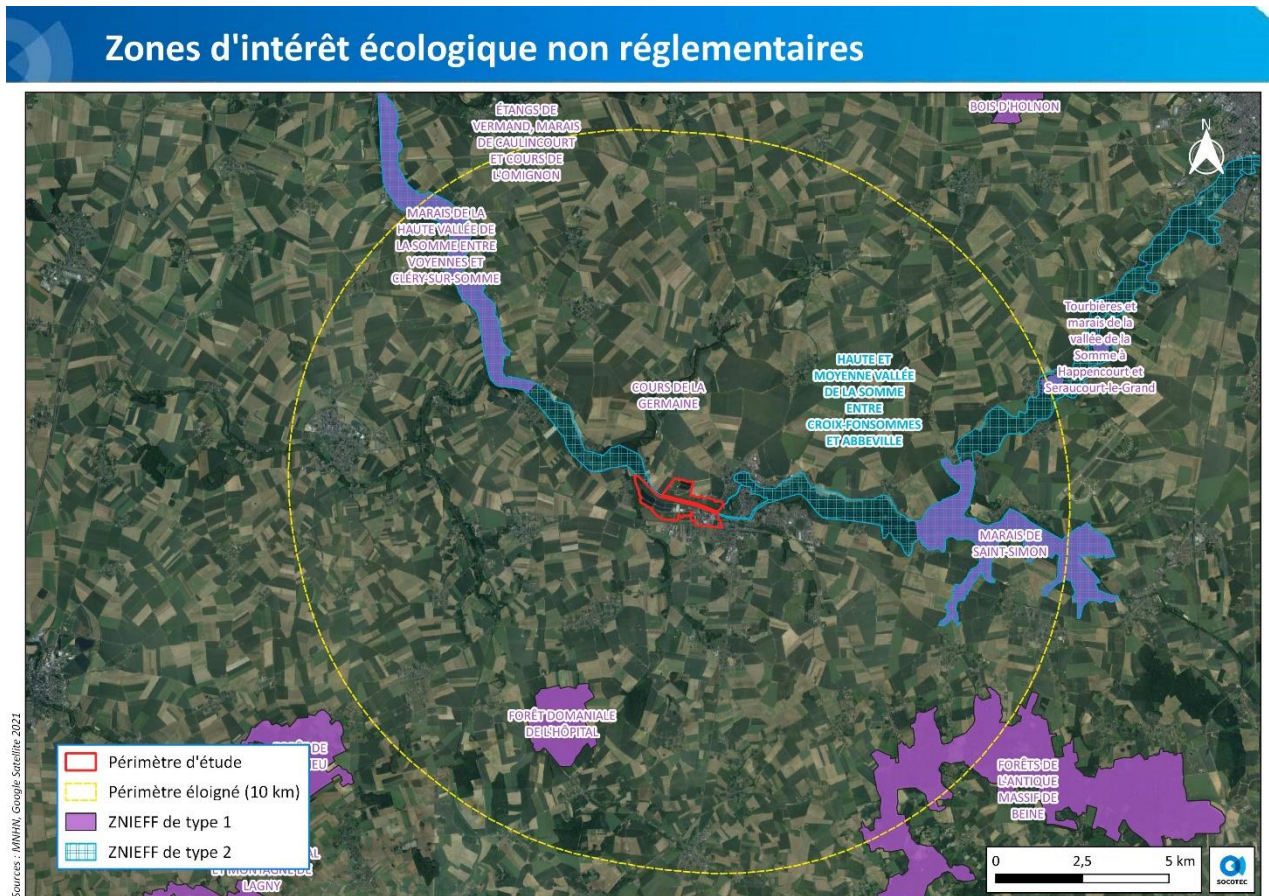 Zones d'intérêt écologique non réglementaires
ÉTANGS DE
VERMAND, MARAIS
DE CAULINCOURT
ET COURS DE
L'OMIGNON
BOIS D'HOLNON
N
MARAIS DE LA
HAUTE VALLÉE DE
LA SOMME ENTRE
VOYENNES ET
CLÉRY-SUR-SOMME
Tourbières et
marais de la
vallée de la
Somme à
Happencourt et
Seraucourt-le-Grand
HAUTE ET
MOYENNE VALLÉE
DE LA SOMME
ENTRE
CROIX-FONSOMMES
ET ABBEVILLE
COURS DE LA
GERMAINE
MARAIS DE
SAINT-SIMON
FORÊT DOMANIALE
DE L'HÔPITAL
FORÊTS DE
L'ANTIQUE
MASSIF DE
BEINE
DE
Périmètre d'étude
Périmètre éloigné (10 km)
ZNIEFF de type 1
ZNIEFF de type 2
ET MONTAGNE DE
LAGNY
0 2,5 5 km
SOCOTEC
Sources : MNHN, Google Satellite 2021